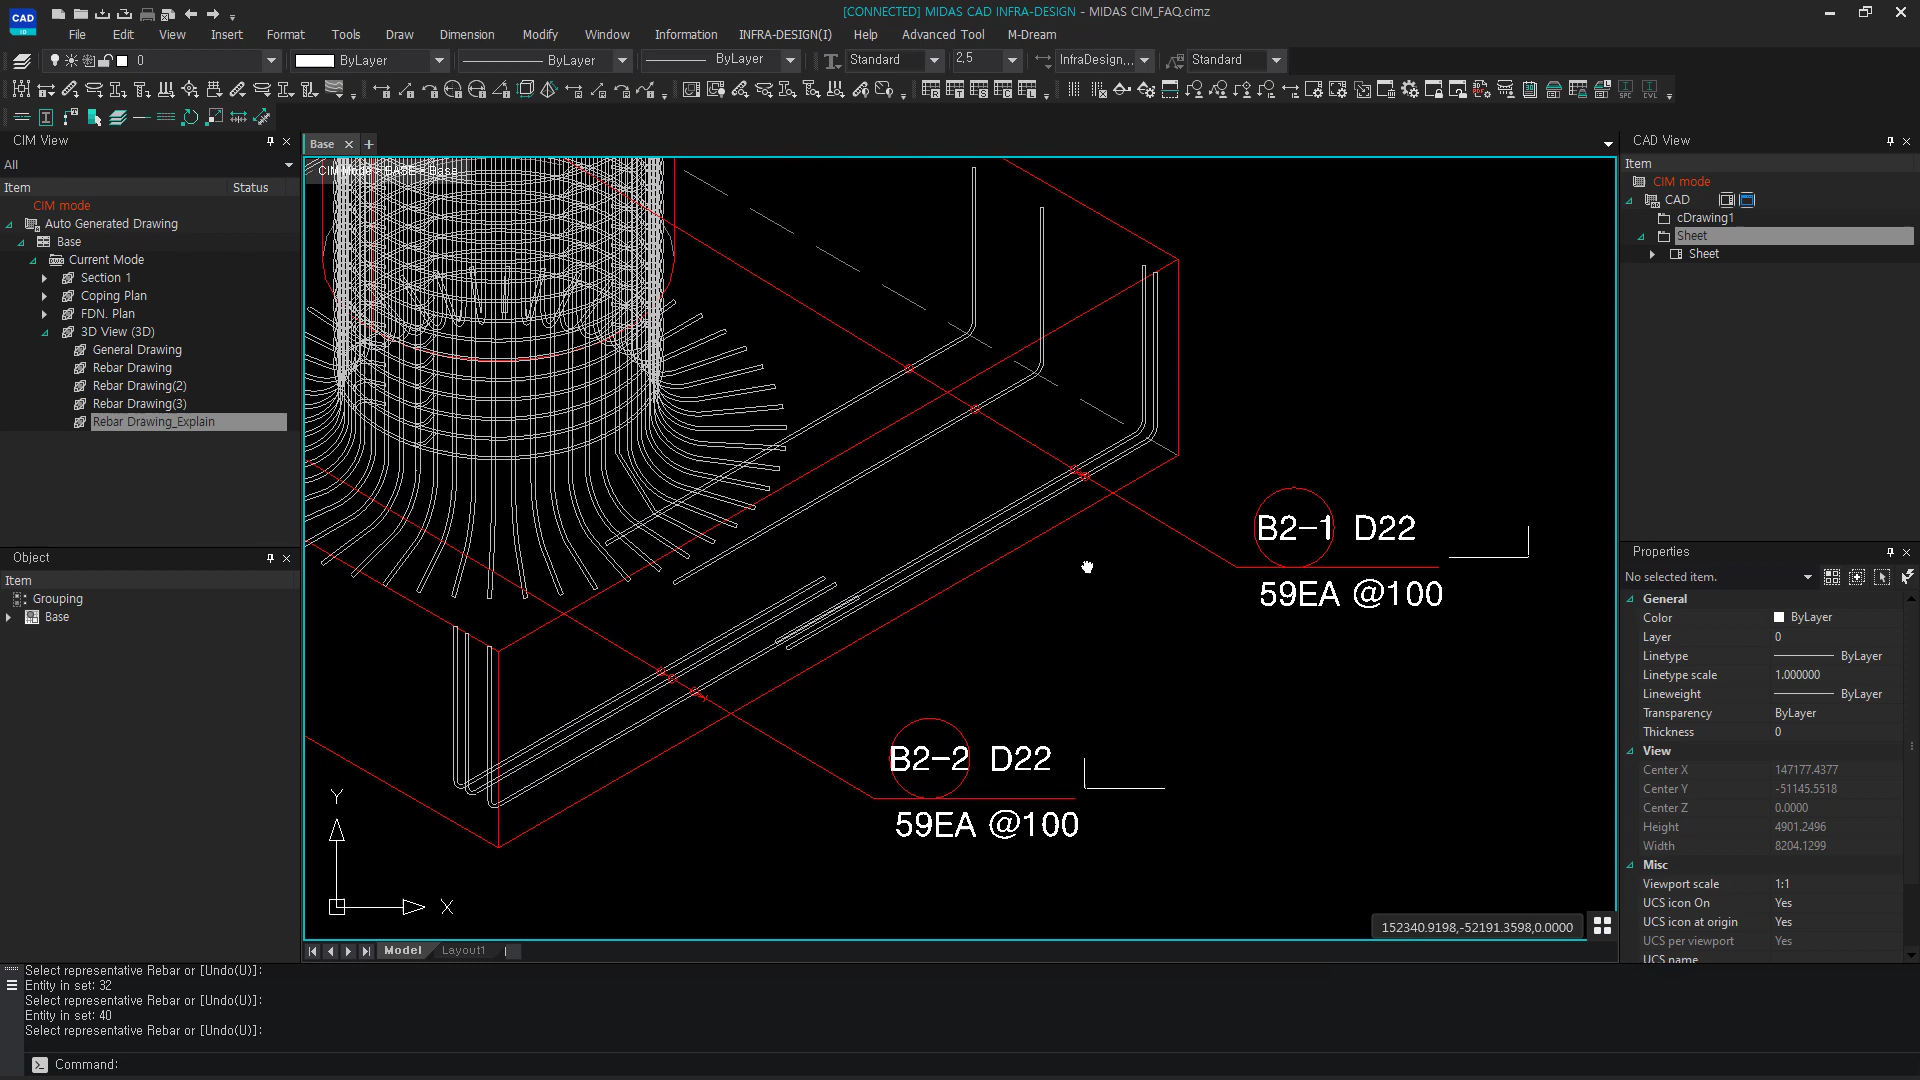 CAD
[CONNECTED] MIDAS CAD INFRA-DESIGN - MIDAS CIM_FAQ.cimz
File Edit View Insert Format Tools Draw Dimension Modify Window Information INFRA-DESIGN(I) Help Advanced Tool M-Dream
0 ByLayer ByLayer ByLayer Standard 2,5 InfraDesign,.. Standard
CIM View
All
Item Status
CIM mode
Auto Generated Drawing
Base
Current Mode
Section 1
Coping Plan
FDN. Plan
3D View (3D)
General Drawing
Rebar Drawing
Rebar Drawing(2)
Rebar Drawing(3)
Rebar Drawing_Explain
Object
Item
Grouping
Base
Base
B2-1 D22
59EA @100
B2-2 D22
59EA @100
Y
X
152340.9198,-52191.3598,0.0000
Model Layout1
CAD View
Item
CIM mode
CAD
cDrawing1
Sheet
Sheet
Properties
No selected item.
General
Color ByLayer
Layer 0
Linetype ByLayer
Linetype scale 1.000000
Lineweight ByLayer
Transparency ByLayer
Thickness 0
View
Center X 147177.4377
Center Y -51145.5518
Center Z 0.0000
Height 4901.2496
Width 8204.1299
Misc
Viewport scale 1:1
UCS icon On Yes
UCS icon at origin Yes
UCS per viewport Yes
UCS name
Select representative Rebar or [Undo(U)]:
Entity in set: 32
Select representative Rebar or [Undo(U)]:
Entity in set: 40
Select representative Rebar or [Undo(U)]:
Command: